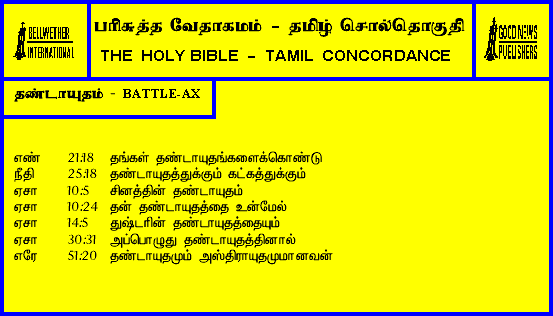 BELLWETHER
INTERNATIONAL
பரிசுத்த வேதாகமம் - தமிழ் சொல்தொகுதி
THE HOLY BIBLE - TAMIL CONCORDANCE
GOOD NEWS
PUBLISHERS
தண்டாயுதம் - BATTLE-AX
எண் 21:18 தங்கள் தண்டாயுதங்களைக்கொண்டு
நீதி 25:18 தண்டாயுதத்துக்கும் கட்கத்துக்கும்
ஏசா 10:5 சினத்தின் தண்டாயுதம்
ஏசா 10:24 தன் தண்டாயுதத்தை உன்மேல்
ஏசா 14:5 துஷ்டரின் தண்டாயுதத்தையும்
ஏசா 30:31 அப்பொழுது தண்டாயுதத்தினால்
எரே 51:20 தண்டாயுதமும் அஸ்திராயுதமுமானவன்